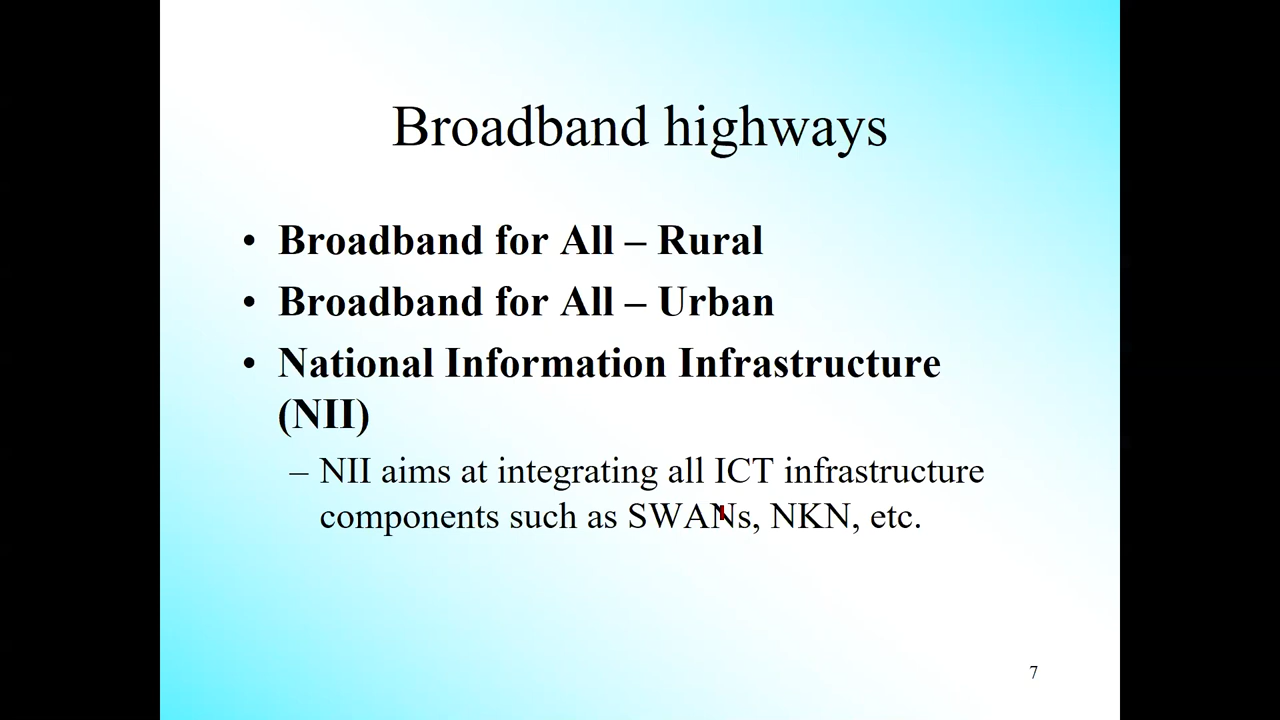 Broadband highways
• Broadband for All – Rural
• Broadband for All – Urban
• National Information Infrastructure
(NII)
– NII aims at integrating all ICT infrastructure
components such as SWANs, NKN, etc.
7